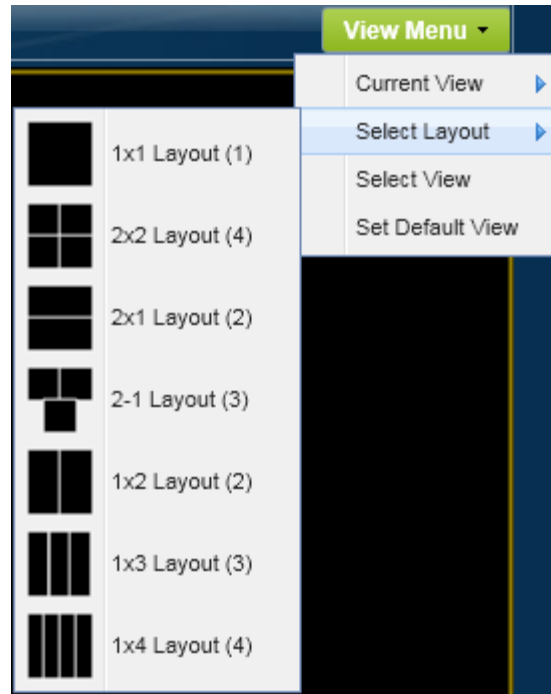 View Menu
Current View
Select Layout
Select View
Set Default View
1x1 Layout (1)
2x2 Layout (4)
2x1 Layout (2)
2-1 Layout (3)
1x2 Layout (2)
1x3 Layout (3)
1x4 Layout (4)